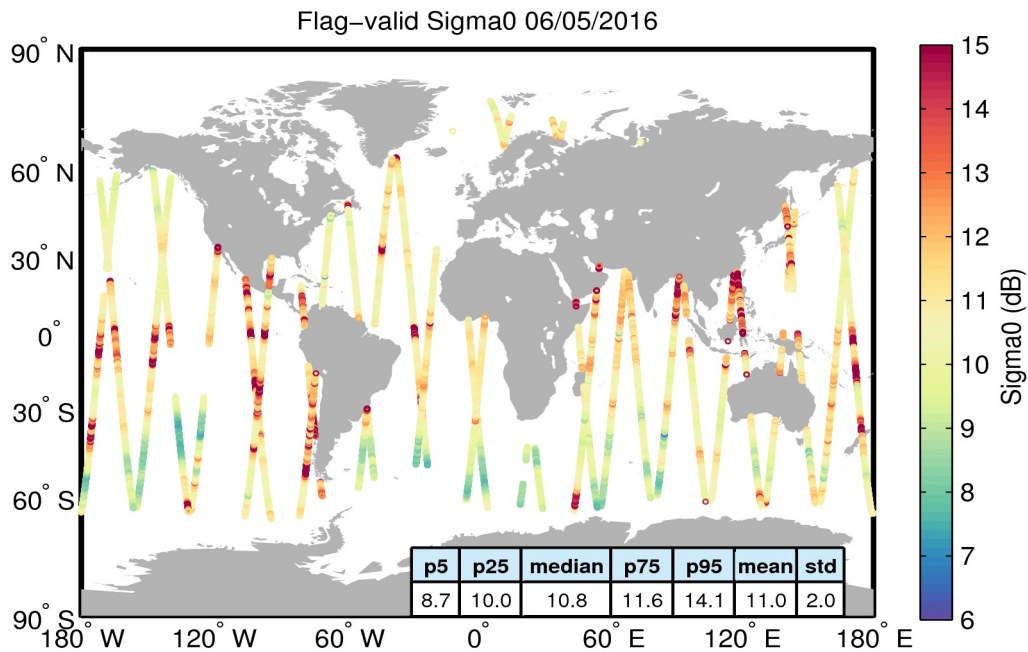 Flag−valid Sigma0 06/05/2016
90° N
60° N
30° N
0°
30° S
60° S
90° S
180° W
120° W
60° W
0°
60° E
120° E
180° E
15
14
13
12
11
10
9
8
7
6
Sigma0 (dB)
p5 p25 median p75 p95 mean std
8.7 10.0 10.8 11.6 14.1 11.0 2.0